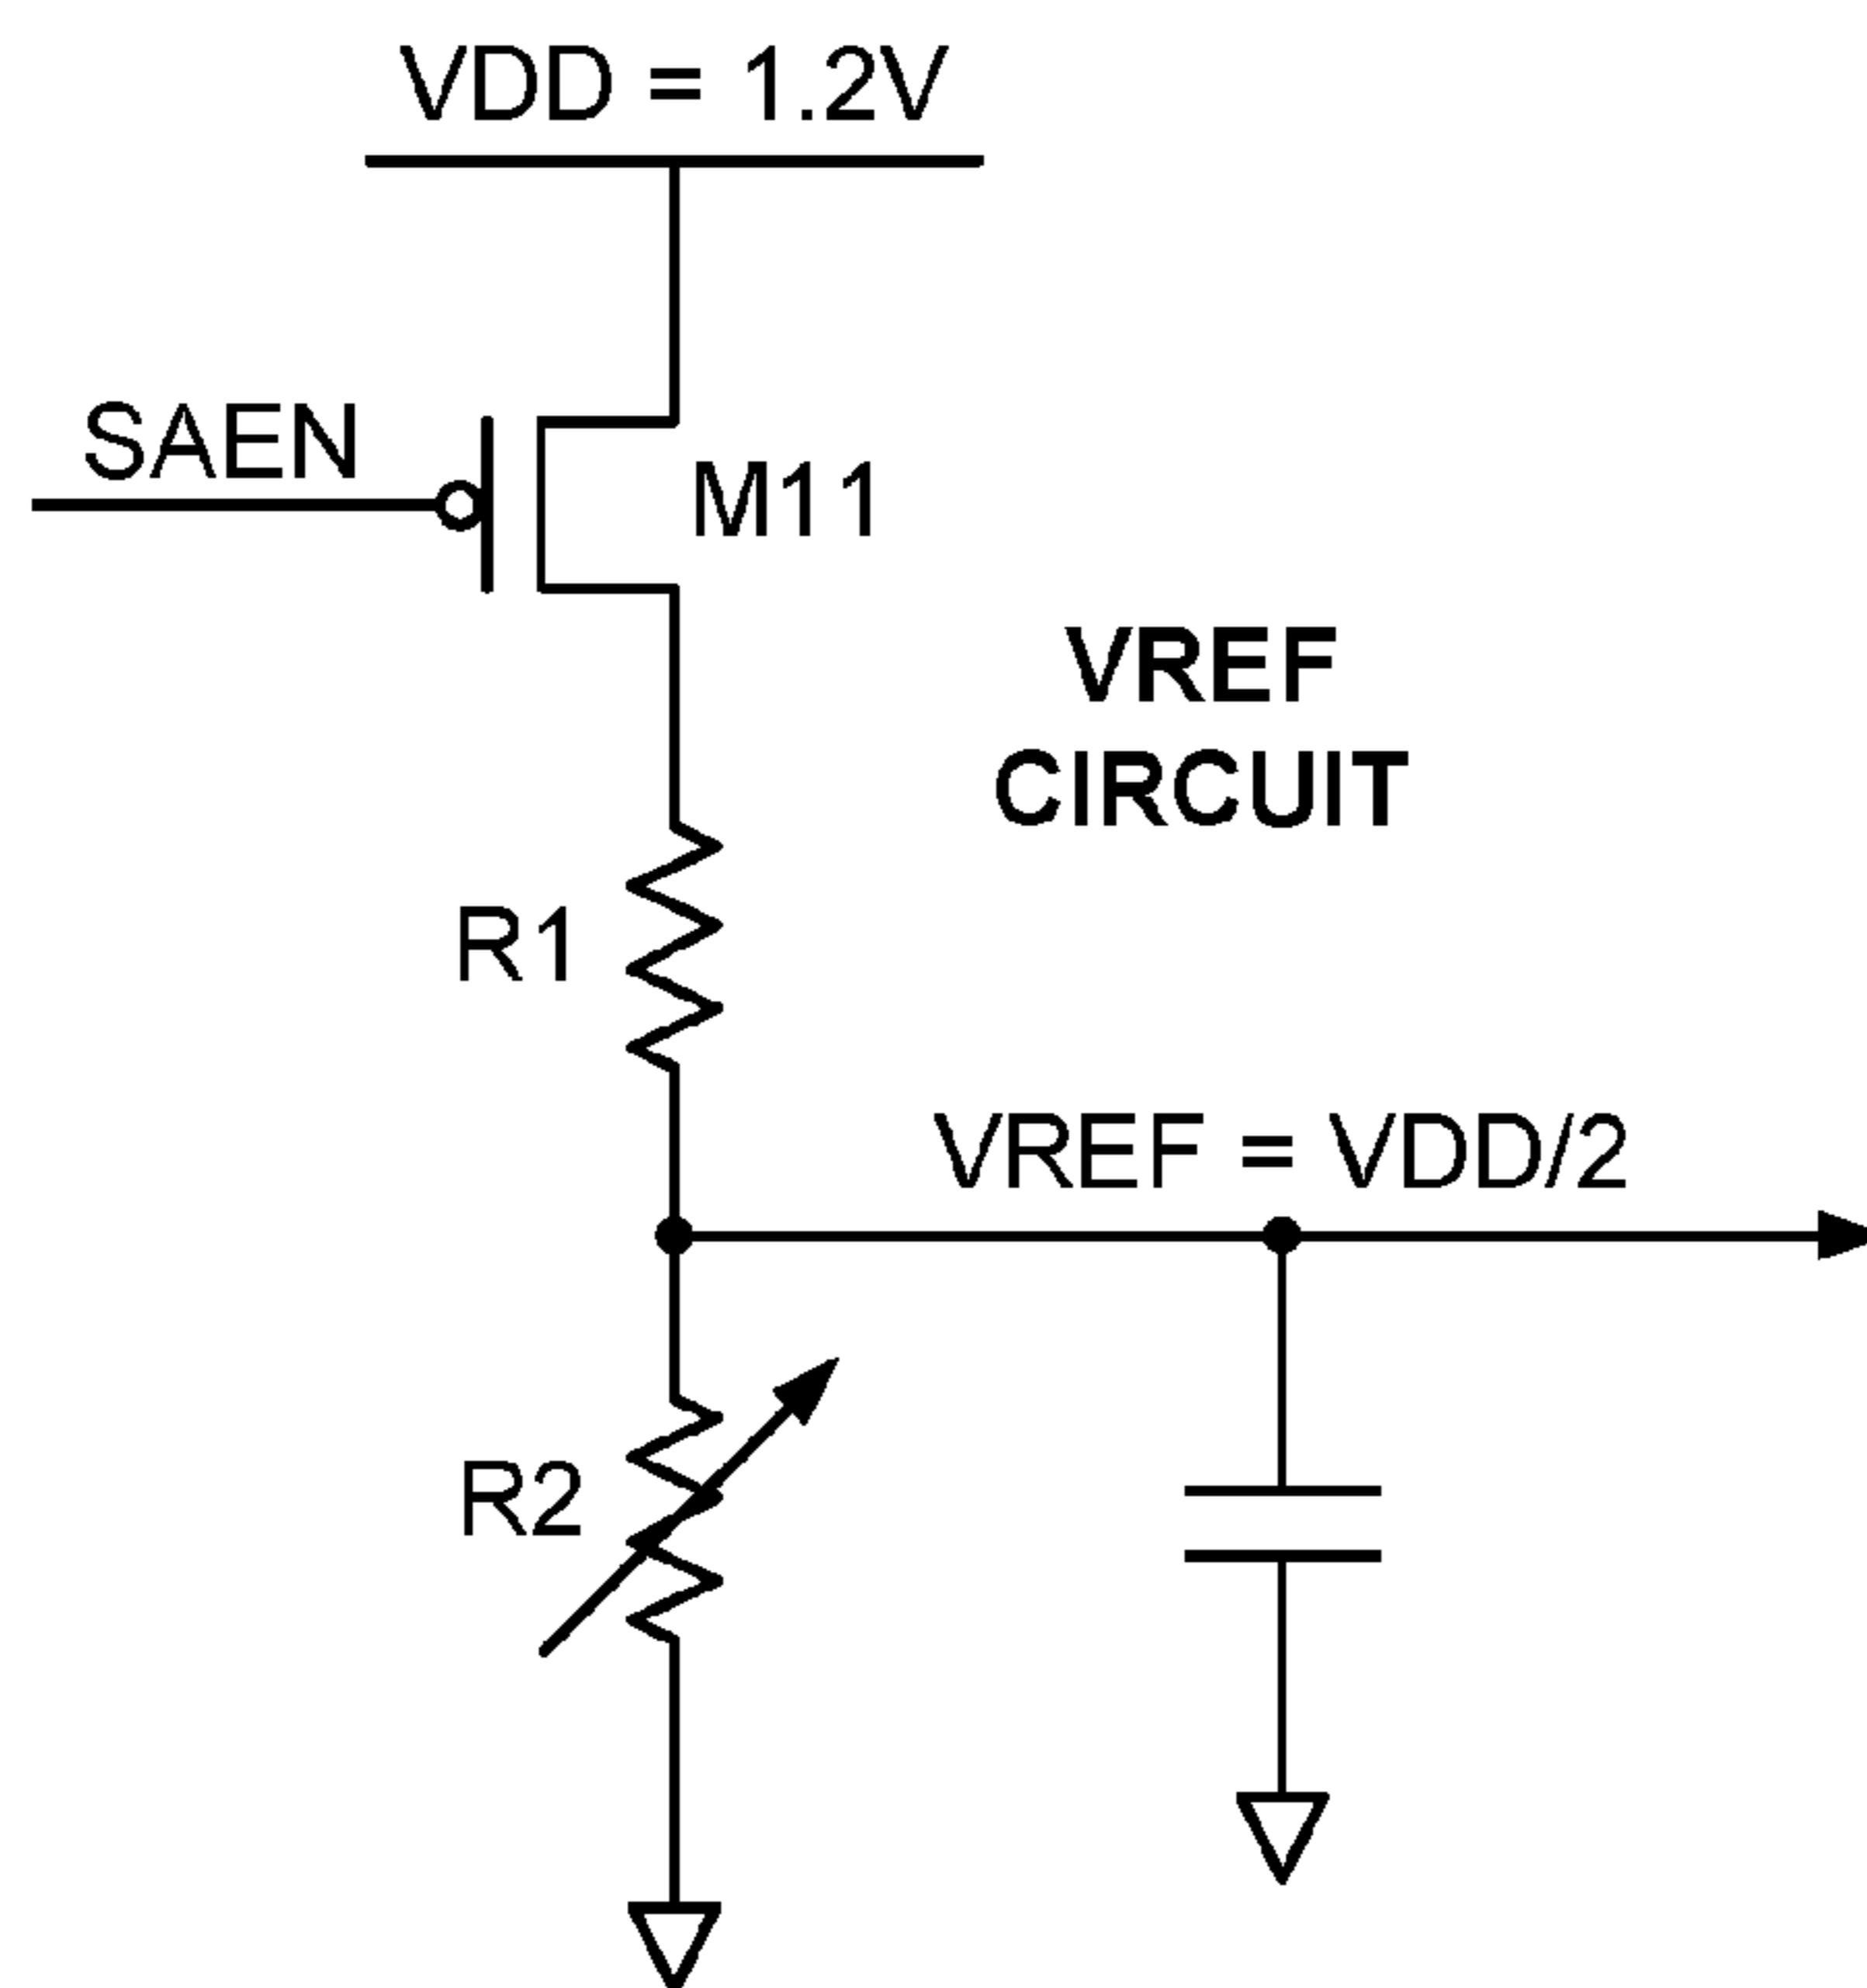 VDD = 1.2V
SAEN
M11
VREF
CIRCUIT
R1
VREF = VDD/2
R2